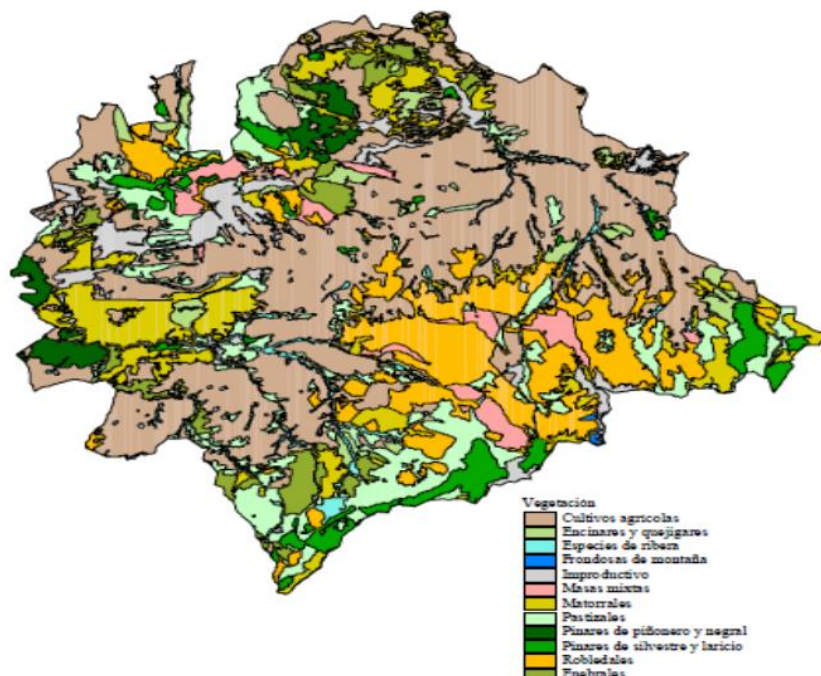 Vegetación
Cultivos agrícolas
Encinares y quejigares
Especies de ribera
Frondosas de montaña
Improductivo
Masas mixtas
Matorrales
Pastizales
Pinares de piñonero y negral
Pinares de silvestre y laricio
Robledales
Enebrales